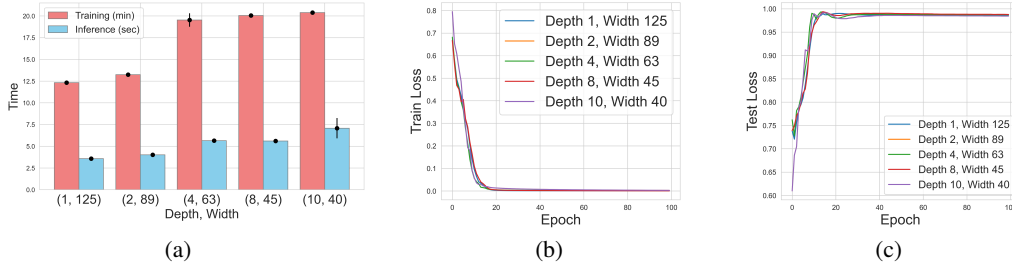 Training (min)
Inference (sec)
20.0
17.5
15.0
12.5
10.0
7.5
5.0
2.5
0.0
Time
(1, 125) (2, 89) (4, 63) (8, 45) (10, 40)
Depth, Width
(a)
0.8
0.7
0.6
0.5
0.4
0.3
0.2
0.1
0.0
Train Loss
Depth 1, Width 125
Depth 2, Width 89
Depth 4, Width 63
Depth 8, Width 45
Depth 10, Width 40
0 20 40 60 80 100
Epoch
(b)
1.00
0.95
0.90
0.85
0.80
0.75
0.70
0.65
0.60
Test Loss
Depth 1, Width 125
Depth 2, Width 89
Depth 4, Width 63
Depth 8, Width 45
Depth 10, Width 40
0 20 40 60 80 100
Epoch
(c)